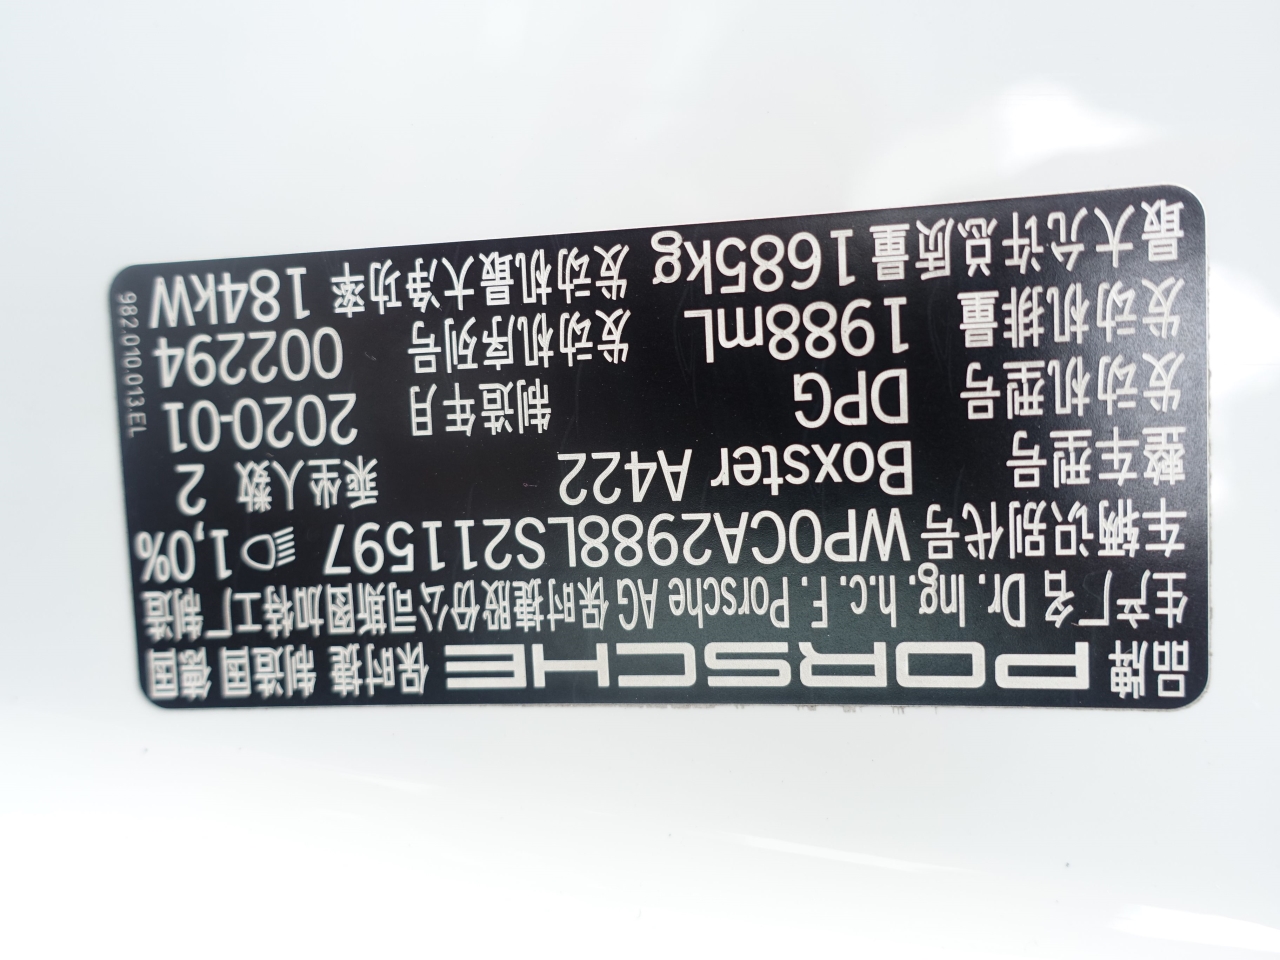 品牌 PORSCHE 保时捷 制造国 德国
生产厂名 Dr. Ing. h.c. F. Porsche AG 保时捷股份公司斯图加特工厂制造
车辆识别代号 WP0CA2988LS211597 1,0%
整车型号 Boxster A422 乘坐人数 2
发动机型号 DPG 制造年月 2020-01
发动机排量 1988mL 发动机序列号 002294
最大允许总质量 1685kg 发动机最大净功率 184kW
982.010.013.EL